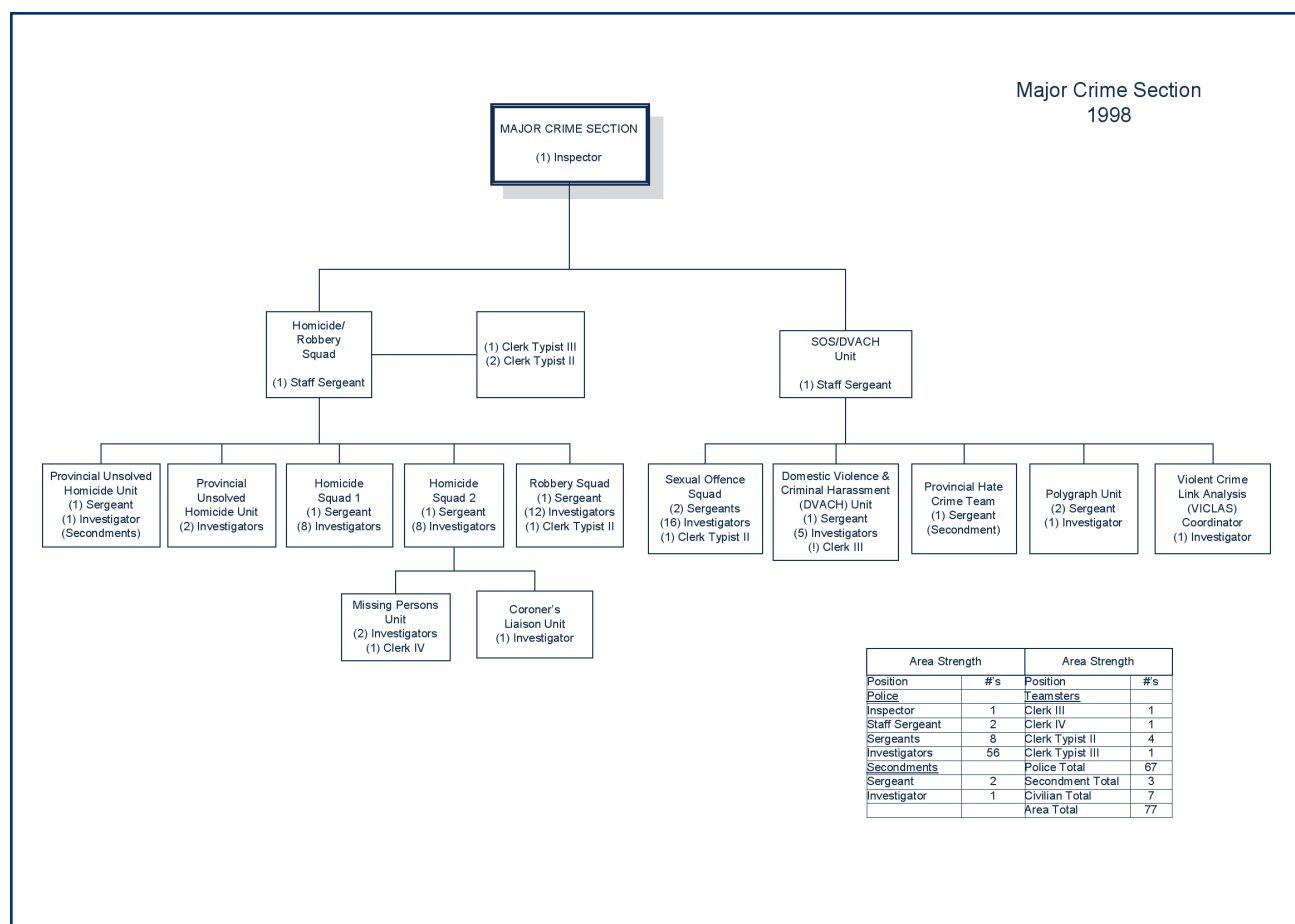 Major Crime Section
1998
MAJOR CRIME SECTION
(1) Inspector
Homicide/
Robbery
Squad
(1) Staff Sergeant
(1) Clerk Typist III
(2) Clerk Typist II
SOS/DVACH
Unit
(1) Staff Sergeant
Provincial Unsolved
Homicide Unit
(1) Sergeant
(1) Investigator
(Secondments)
Provincial
Unsolved
Homicide Unit
(2) Investigators
Homicide
Squad 1
(1) Sergeant
(8) Investigators
Homicide
Squad 2
(1) Sergeant
(8) Investigators
Robbery Squad
(1) Sergeant
(12) Investigators
(1) Clerk Typist II
Sexual Offence
Squad
(2) Sergeants
(16) Investigators
(1) Clerk Typist II
Domestic Violence &
Criminal Harassment
(DVACH) Unit
(1) Sergeant
(5) Investigators
(!) Clerk III
Provincial Hate
Crime Team
(1) Sergeant
(Secondment)
Polygraph Unit
(2) Sergeant
(1) Investigator
Violent Crime
Link Analysis
(VICLAS)
Coordinator
(1) Investigator
Missing Persons
Unit
(2) Investigators
(1) Clerk IV
Coroner's
Liaison Unit
(1) Investigator
Area Strength Area Strength
Position #'s Position #'s
Police Teamsters
Inspector 1 Clerk III 1
Staff Sergeant 2 Clerk IV 1
Sergeants 8 Clerk Typist II 4
Investigators 56 Clerk Typist III 1
Secondments Police Total 67
Sergeant 2 Secondment Total 3
Investigator 1 Civilian Total 7
Area Total 77